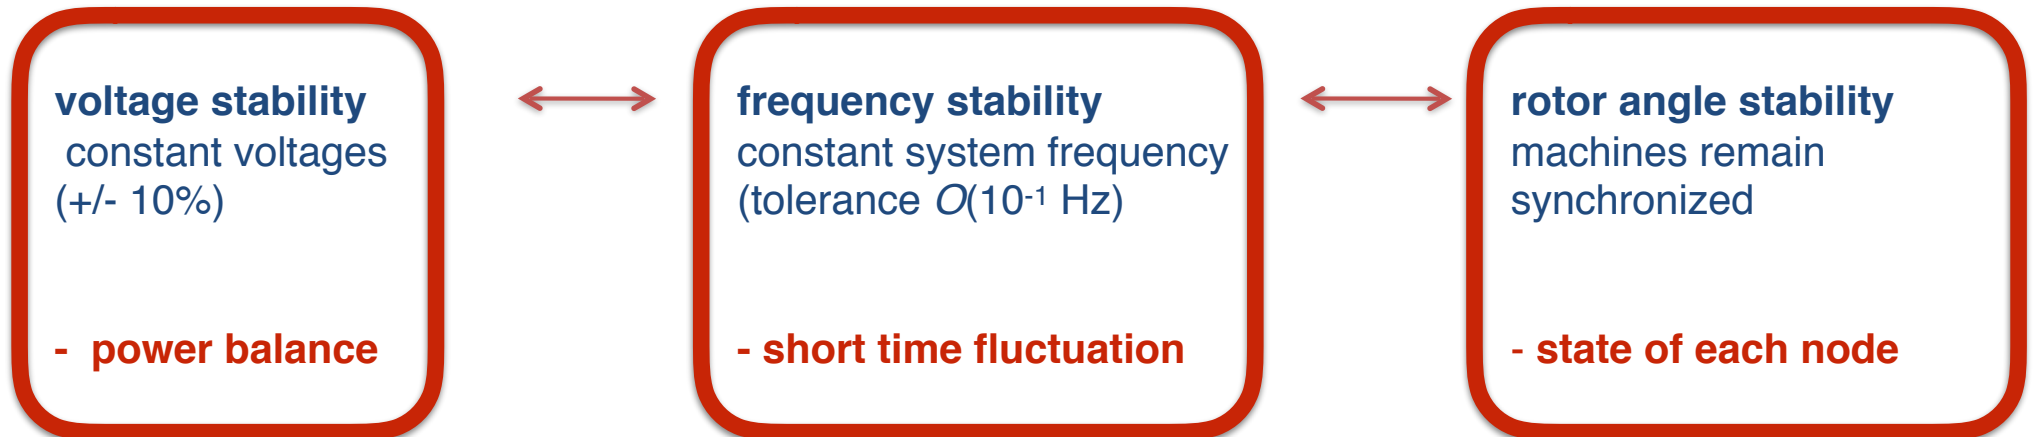 voltage stability
constant voltages
(+/- 10%)
- power balance
frequency stability
constant system frequency
(tolerance O(10⁻¹ Hz)
- short time fluctuation
rotor angle stability
machines remain
synchronized
- state of each node